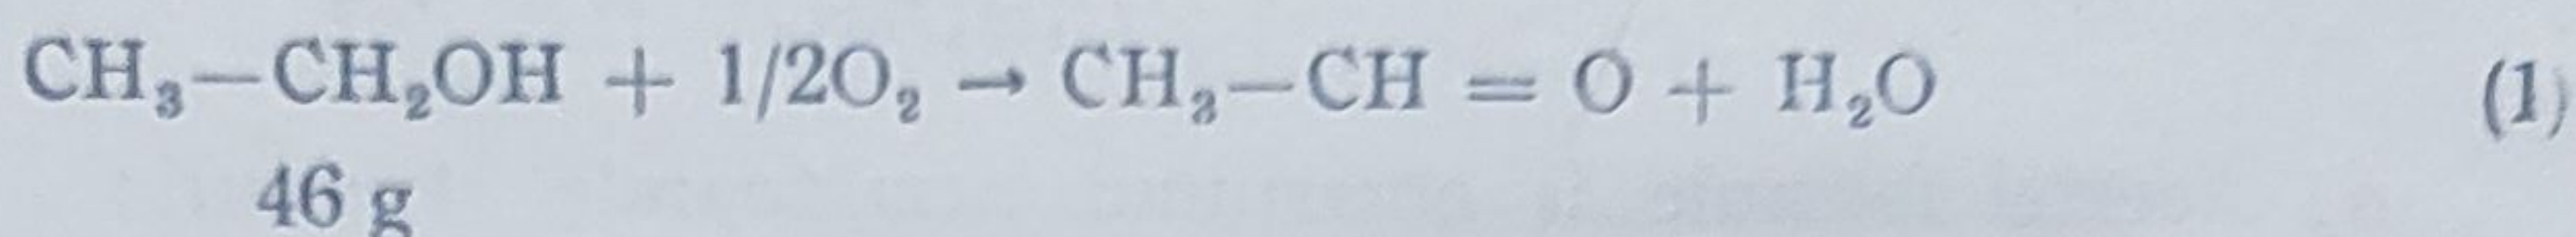 CH₃—CH₂OH + 1/2O₂ → CH₃—CH = O + H₂O (1)
46 g